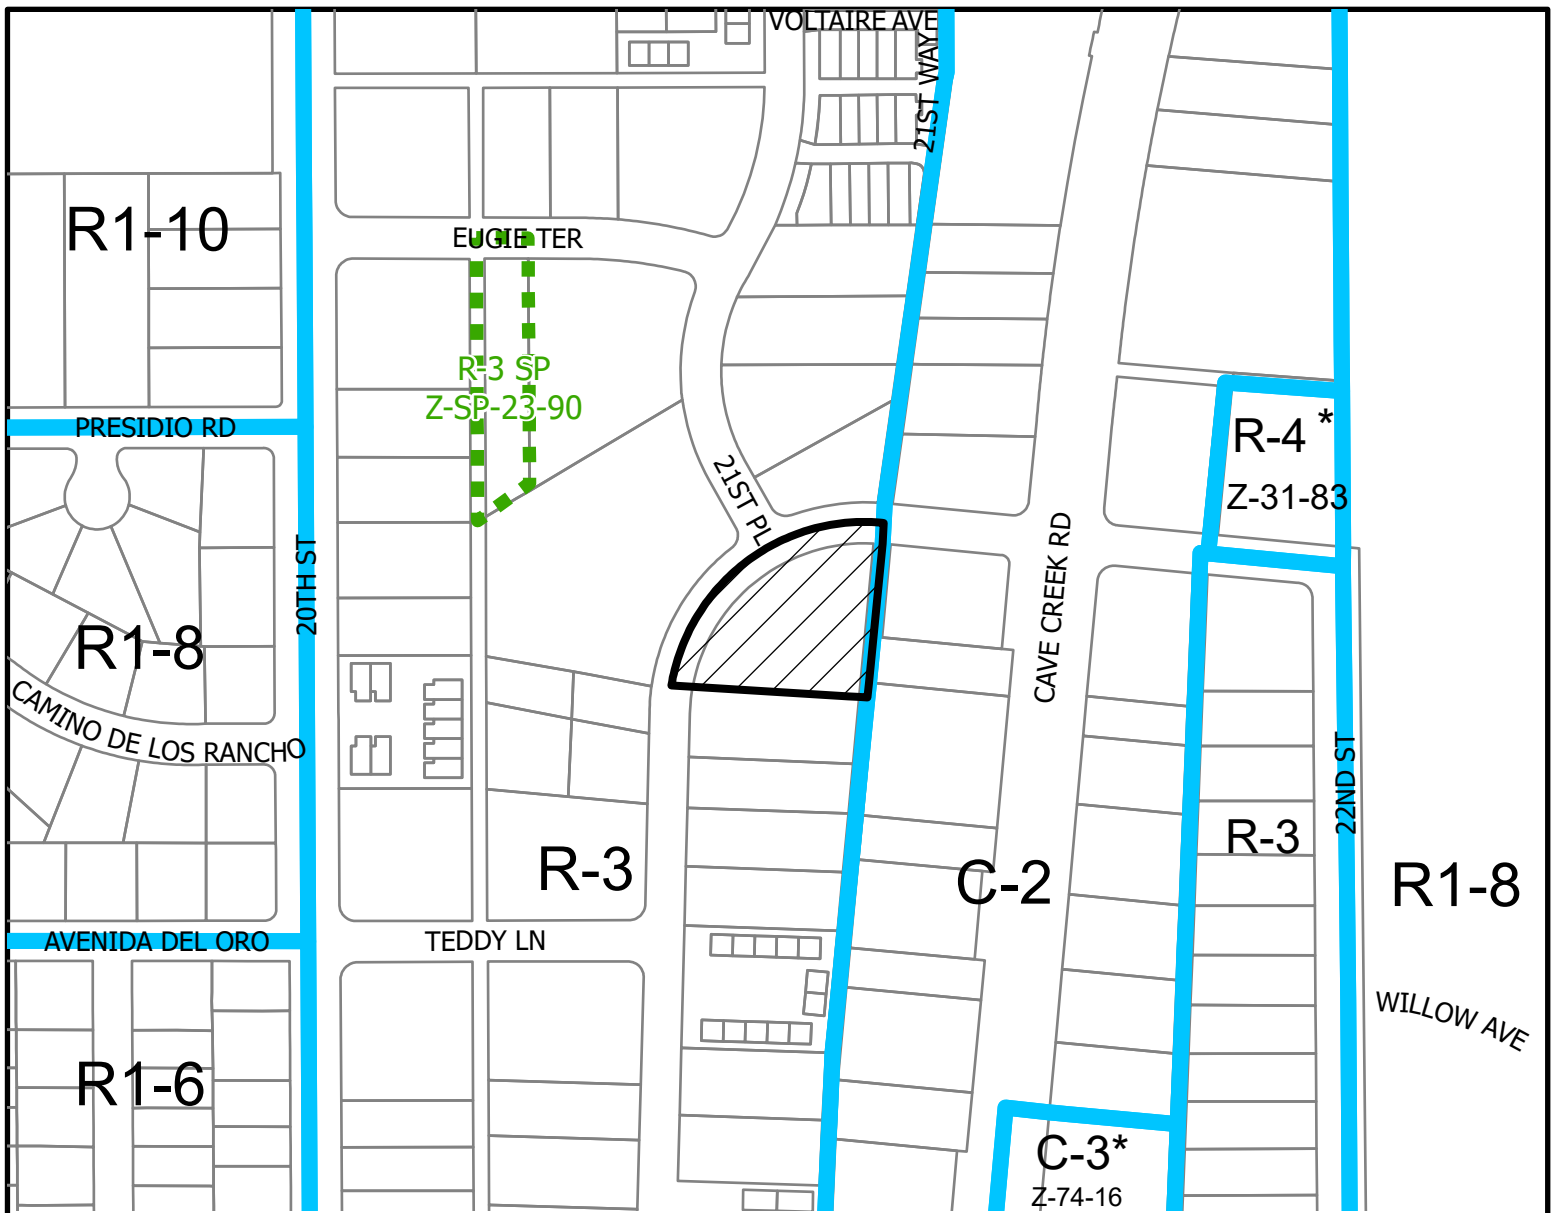 VOLTAIRE AVE
21ST WAY
R1-10
EUGIE TER
R-3 SP
Z-SP-23-90
PRESIDIO RD
R-4 *
Z-31-83
21ST PL
20TH ST
CAVE CREEK RD
R1-8
CAMINO DE LOS RANCHO
22ND ST
R-3
R-3
C-2
R1-8
AVENIDA DEL ORO
TEDDY LN
WILLOW AVE
R1-6
C-3*
Z-74-16